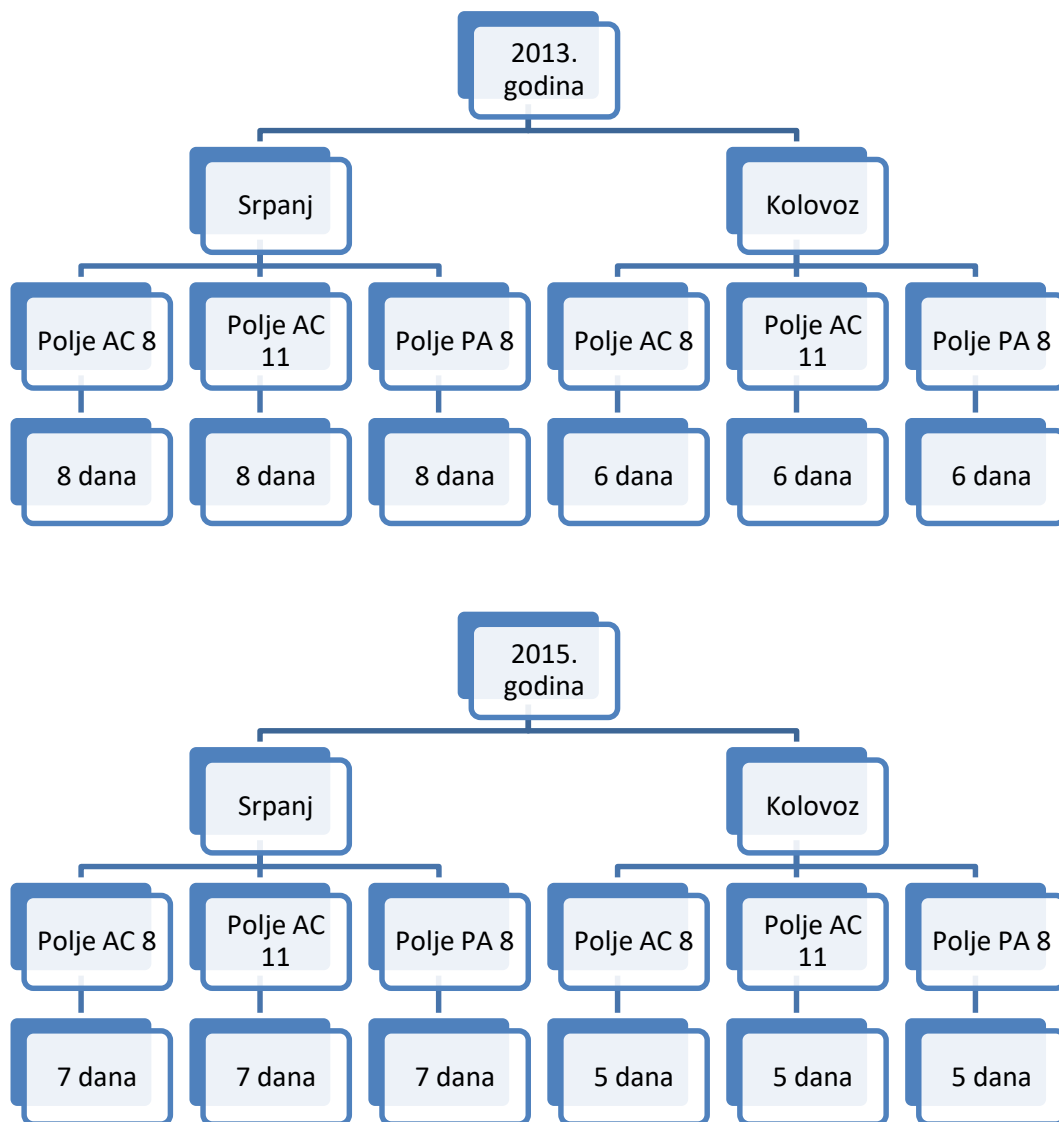 2013.
godina
Srpanj
Kolovoz
Polje AC 8
Polje AC
11
Polje PA 8
Polje AC 8
Polje AC
11
Polje PA 8
8 dana
8 dana
8 dana
6 dana
6 dana
6 dana
2015.
godina
Srpanj
Kolovoz
Polje AC 8
Polje AC
11
Polje PA 8
Polje AC 8
Polje AC
11
Polje PA 8
7 dana
7 dana
7 dana
5 dana
5 dana
5 dana